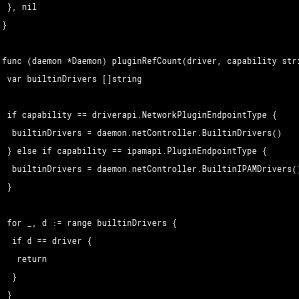 }, nil
}
func (daemon *Daemon) pluginRefCount(driver, capability stri
var builtinDrivers []string
if capability == driverapi.NetworkPluginEndpointType {
builtinDrivers = daemon.netController.BuiltinDrivers()
} else if capability == ipamapi.PluginEndpointType {
builtinDrivers = daemon.netController.BuiltinIPAMDrivers()
}
for _, d := range builtinDrivers {
if d == driver {
return
}
}